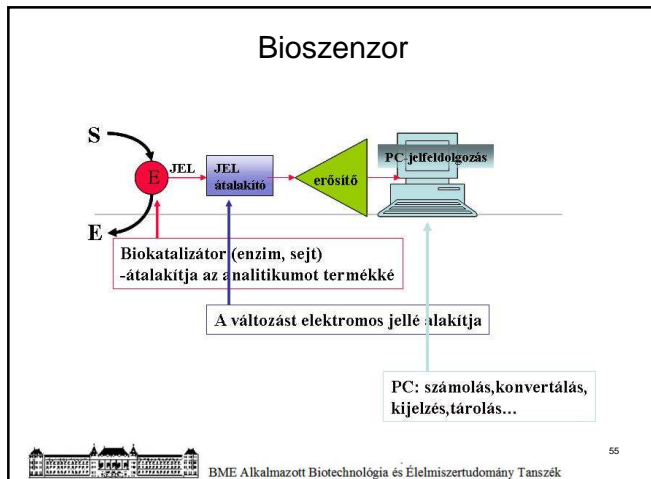 Bioszenzor
S
E
JEL
JEL
átalakító
erősítő
PC-jelfeldolgozás
E
Biokatalizátor (enzim, sejt)
-átalakítja az analitikumot termékké
A változást elektromos jellé alakítja
PC: számolás,konvertálás,
kijelzés,tárolás...
55
BME Alkalmazott Biotechnológia és Élelmiszertudomány Tanszék